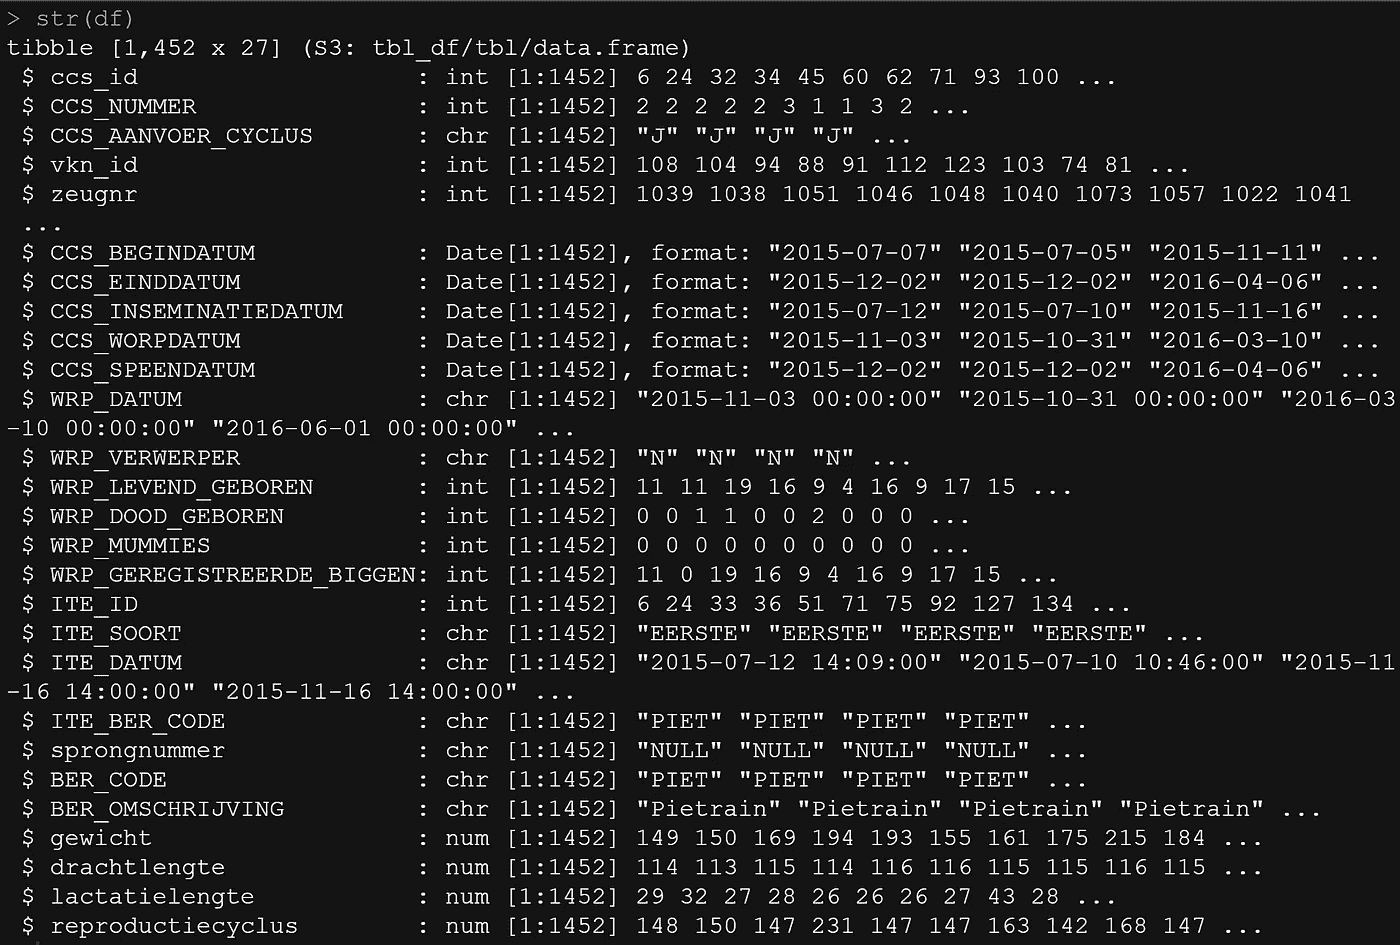 > str(df)
tibble [1,452 x 27] (S3: tbl_df/tbl/data.frame)
$ ccs_id : int [1:1452] 6 24 32 34 45 60 62 71 93 100 ...
$ CCS_NUMMER : int [1:1452] 2 2 2 2 2 3 1 1 3 2 ...
$ CCS_AANVOER_CYCLUS : chr [1:1452] "J" "J" "J" "J" ...
$ vkn_id : int [1:1452] 108 104 94 88 91 112 123 103 74 81 ...
$ zeugnr : int [1:1452] 1039 1038 1051 1046 1048 1040 1073 1057 1022 1041
...
$ CCS_BEGINDATUM : Date[1:1452], format: "2015-07-07" "2015-07-05" "2015-11-11" ...
$ CCS_EINDDATUM : Date[1:1452], format: "2015-12-02" "2015-12-02" "2016-04-06" ...
$ CCS_INSEMINATIEDATUM : Date[1:1452], format: "2015-07-12" "2015-07-10" "2015-11-16" ...
$ CCS_WORPDATUM : Date[1:1452], format: "2015-11-03" "2015-10-31" "2016-03-10" ...
$ CCS_SPEENDATUM : Date[1:1452], format: "2015-12-02" "2015-12-02" "2016-04-06" ...
$ WRP_DATUM : chr [1:1452] "2015-11-03 00:00:00" "2015-10-31 00:00:00" "2016-03
-10 00:00:00" "2016-06-01 00:00:00" ...
$ WRP_VERWERPER : chr [1:1452] "N" "N" "N" "N" ...
$ WRP_LEVEND_GEBOREN : int [1:1452] 11 11 19 16 9 4 16 9 17 15 ...
$ WRP_DOOD_GEBOREN : int [1:1452] 0 0 1 1 0 0 2 0 0 0 ...
$ WRP_MUMMIES : int [1:1452] 0 0 0 0 0 0 0 0 0 0 ...
$ WRP_GEREGISTREERDE_BIGGEN: int [1:1452] 11 0 19 16 9 4 16 9 17 15 ...
$ ITE_ID : int [1:1452] 6 24 33 36 51 71 75 92 127 134 ...
$ ITE_SOORT : chr [1:1452] "EERSTE" "EERSTE" "EERSTE" "EERSTE" ...
$ ITE_DATUM : chr [1:1452] "2015-07-12 14:09:00" "2015-07-10 10:46:00" "2015-11
-16 14:00:00" "2015-11-16 14:00:00" ...
$ ITE_BER_CODE : chr [1:1452] "PIET" "PIET" "PIET" "PIET" ...
$ sprongnummer : chr [1:1452] "NULL" "NULL" "NULL" "NULL" ...
$ BER_CODE : chr [1:1452] "PIET" "PIET" "PIET" "PIET" ...
$ BER_OMSCHRIJVING : chr [1:1452] "Pietrain" "Pietrain" "Pietrain" "Pietrain" ...
$ gewicht : num [1:1452] 149 150 169 194 193 155 161 175 215 184 ...
$ drachtlengte : num [1:1452] 114 113 115 114 116 116 115 115 116 115 ...
$ lactatielengte : num [1:1452] 29 32 27 28 26 26 26 27 43 28 ...
$ reproductiecyclus : num [1:1452] 148 150 147 231 147 147 163 142 168 147 ...